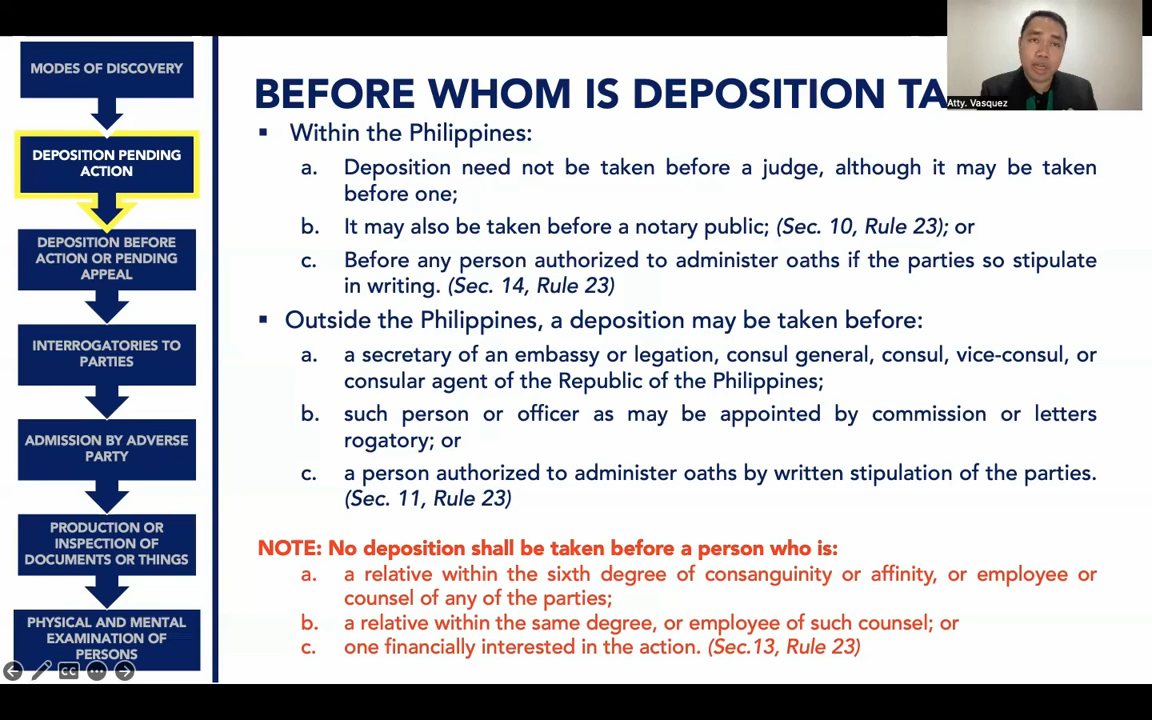 MODES OF DISCOVERY
DEPOSITION PENDING
ACTION
DEPOSITION BEFORE
ACTION OR PENDING
APPEAL
INTERROGATORIES TO
PARTIES
ADMISSION BY ADVERSE
PARTY
PRODUCTION OR
INSPECTION OF
DOCUMENTS OR THINGS
PHYSICAL AND MENTAL
EXAMINATION OF
PERSONS
CC
BEFORE WHOM IS DEPOSITION TA
Atty. Vasquez
▪ Within the Philippines:
a. Deposition need not be taken before a judge, although it may be taken
before one;
b. It may also be taken before a notary public; (Sec. 10, Rule 23); or
c. Before any person authorized to administer oaths if the parties so stipulate
in writing. (Sec. 14, Rule 23)
▪ Outside the Philippines, a deposition may be taken before:
a. a secretary of an embassy or legation, consul general, consul, vice-consul, or
consular agent of the Republic of the Philippines;
b. such person or officer as may be appointed by commission or letters
rogatory; or
c. a person authorized to administer oaths by written stipulation of the parties.
(Sec. 11, Rule 23)
NOTE: No deposition shall be taken before a person who is:
a. a relative within the sixth degree of consanguinity or affinity, or employee or
counsel of any of the parties;
b. a relative within the same degree, or employee of such counsel; or
c. one financially interested in the action. (Sec.13, Rule 23)